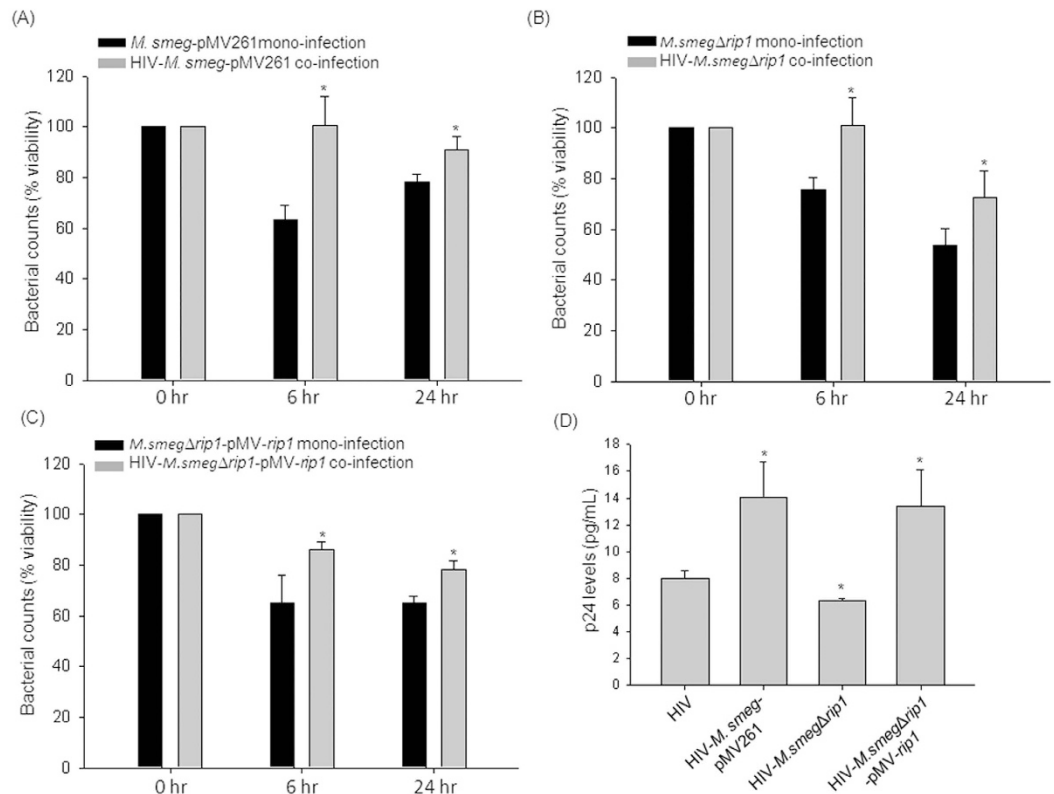 (A)
M. smeg-pMV261mono-infection
HIV-M. smeg-pMV261 co-infection
Bacterial counts (% viability)
120
100
80
60
40
20
0
*
*
0 hr
6 hr
24 hr
(B)
M.smegΔrip1 mono-infection
HIV-M.smegΔrip1 co-infection
Bacterial counts (% viability)
120
100
80
60
40
20
0
*
*
0 hr
6 hr
24 hr
(C)
M.smegΔrip1-pMV-rip1 mono-infection
HIV-M.smegΔrip1-pMV-rip1 co-infection
Bacterial counts (% viability)
120
100
80
60
40
20
0
*
*
0 hr
6 hr
24 hr
(D)
p24 levels (pg/mL)
18
16
14
12
10
8
6
4
2
0
*
*
*
HIV
HIV-M. smeg-
pMV261
HIV-M.smegΔrip1
HIV-M.smegΔrip1
-pMV-rip1